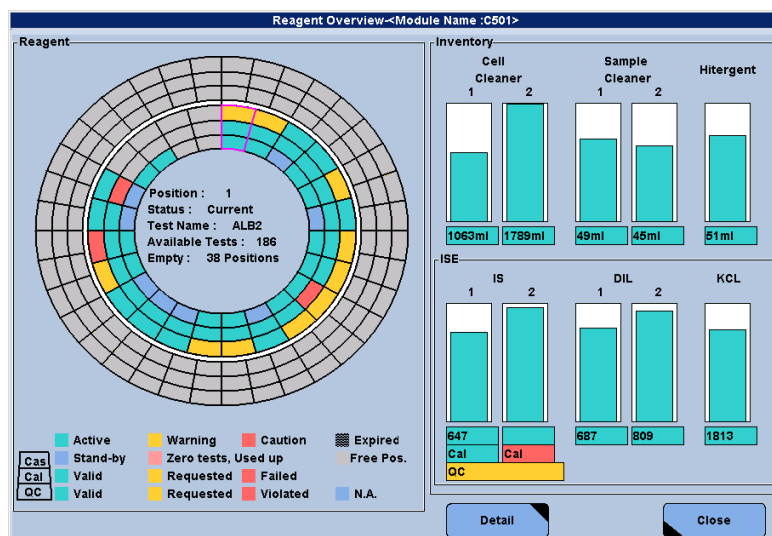 Reagent Overview-<Module Name :C501>
Reagent
Position : 1
Status : Current
Test Name : ALB2
Available Tests : 186
Empty : 38 Positions
Active Warning Caution Expired
Cas Stand-by Zero tests, Used up Free Pos.
Cal Valid Requested Failed
QC Valid Requested Violated N.A.
Inventory
Cell Cleaner
1 2
1063ml 1789ml
Sample Cleaner
1 2
49ml 45ml
Hitergent
51ml
ISE
IS DIL KCL
1 2 1 2
647 687 809 1813
Cal Cal
QC
Detail Close